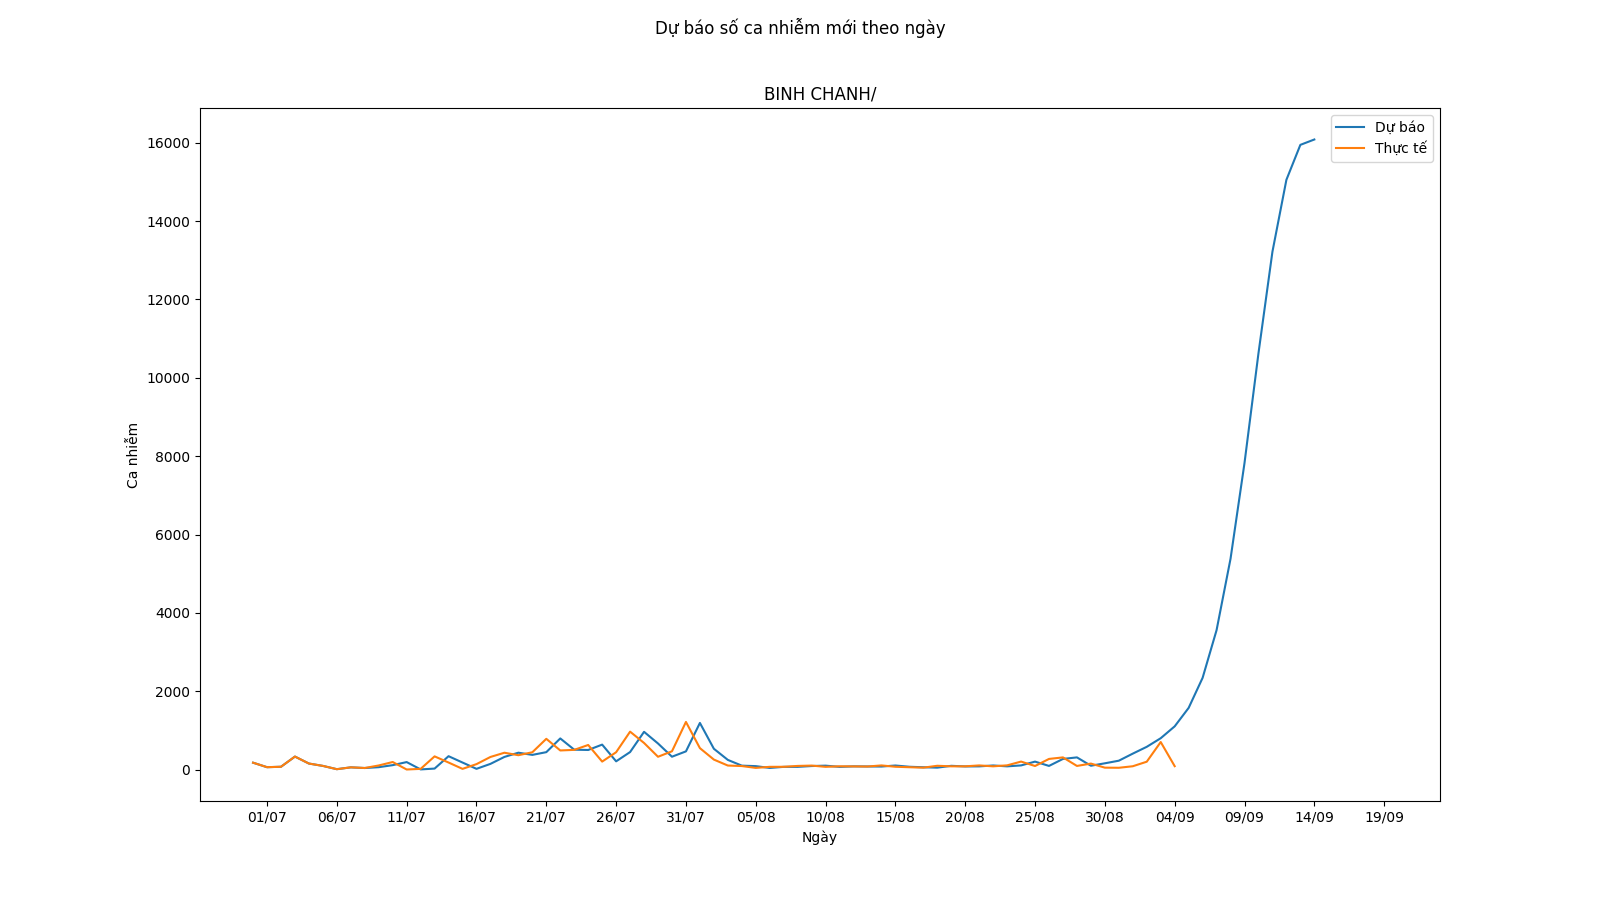 Dự báo số ca nhiễm mới theo ngày
BINH CHANH/
Dự báo
Thực tế
16000
14000
12000
10000
8000
6000
4000
2000
0
Ca nhiễm
01/07 06/07 11/07 16/07 21/07 26/07 31/07 05/08 10/08 15/08 20/08 25/08 30/08 04/09 09/09 14/09 19/09
Ngày